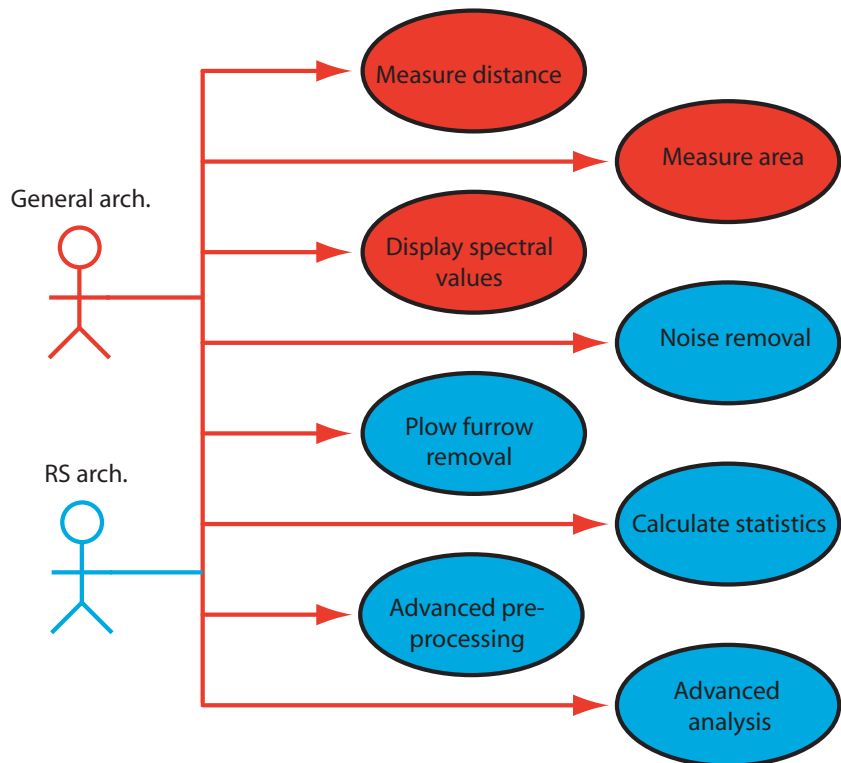 Measure distance
Measure area
General arch.
Display spectral
values
Noise removal
Plow furrow
removal
RS arch.
Calculate statistics
Advanced pre-
processing
Advanced
analysis